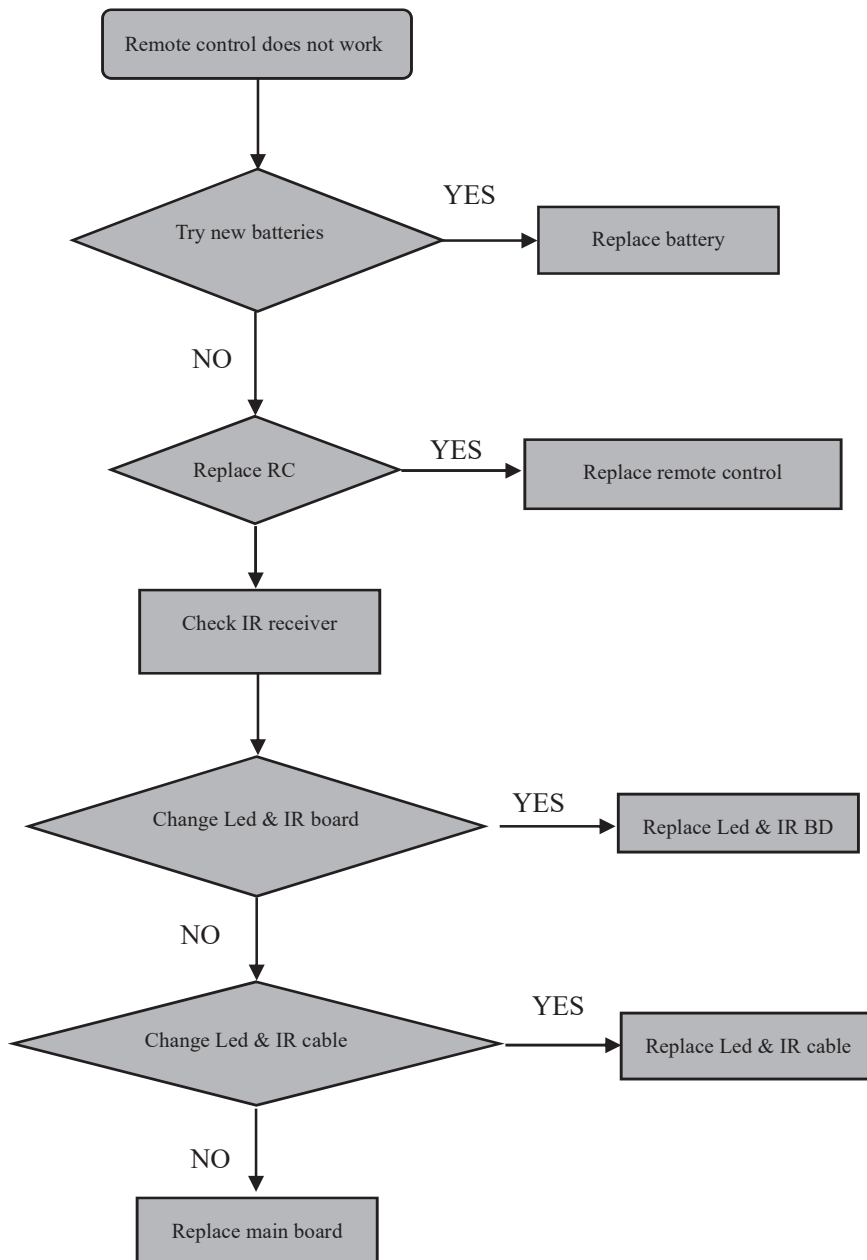 Remote control does not work
YES
Try new batteries
Replace battery
NO
YES
Replace RC
Replace remote control
Check IR receiver
YES
Change Led & IR board
Replace Led & IR BD
NO
YES
Change Led & IR cable
Replace Led & IR cable
NO
Replace main board